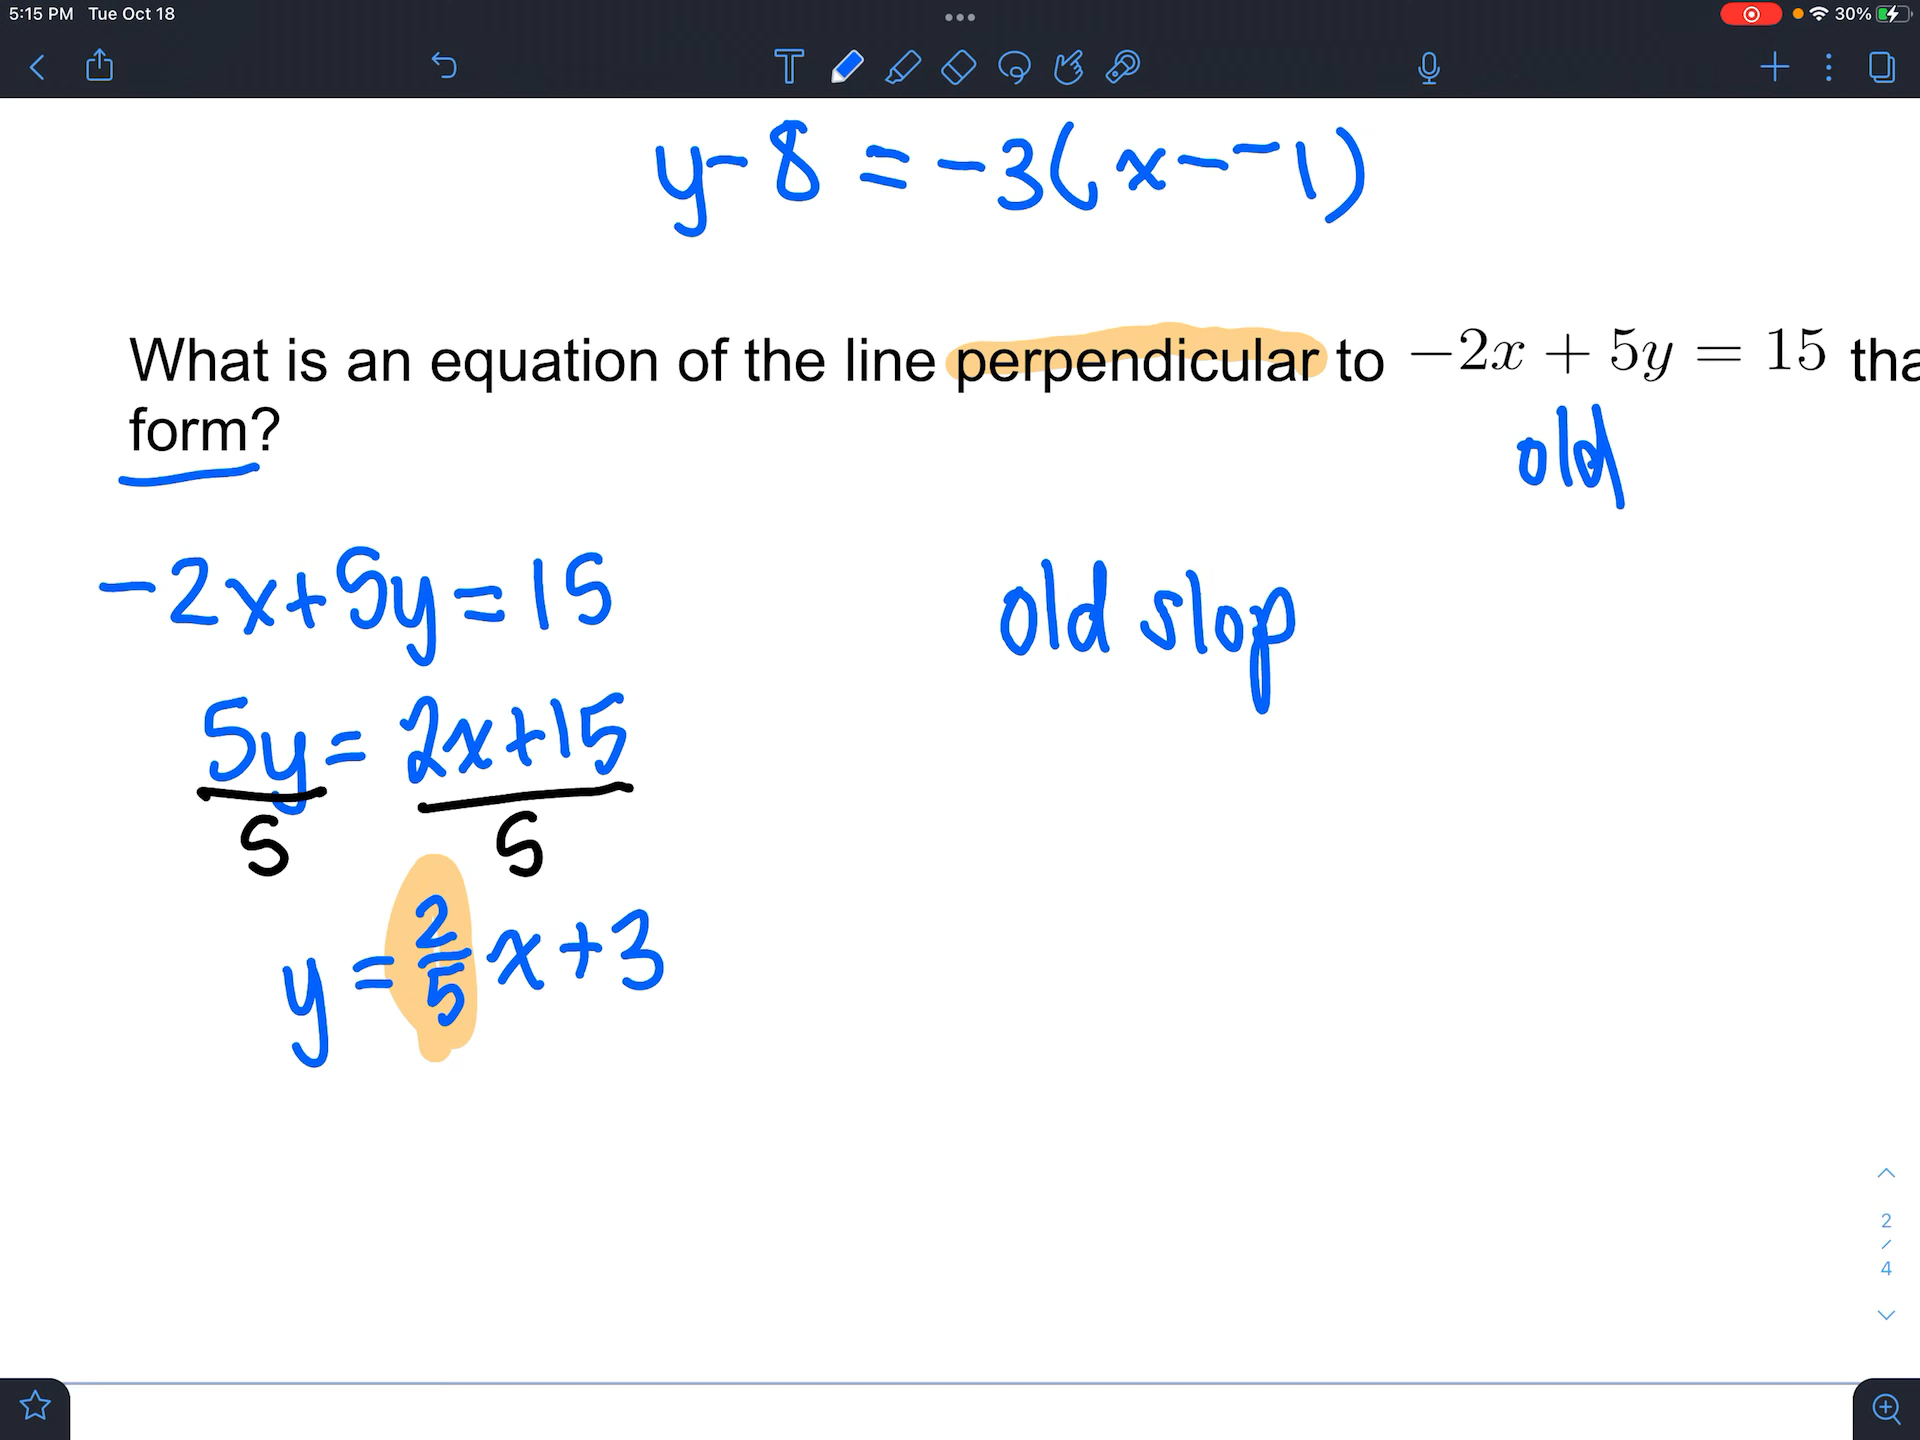 5:15 PM Tue Oct 18
30%
T
y-8 = -3(x--1)
What is an equation of the line perpendicular to −2x + 5y = 15 tha
form?
old
-2x+5y=15
old slop
5y = 2x+15
5 5
y = 2/5 x+3
2
/
4